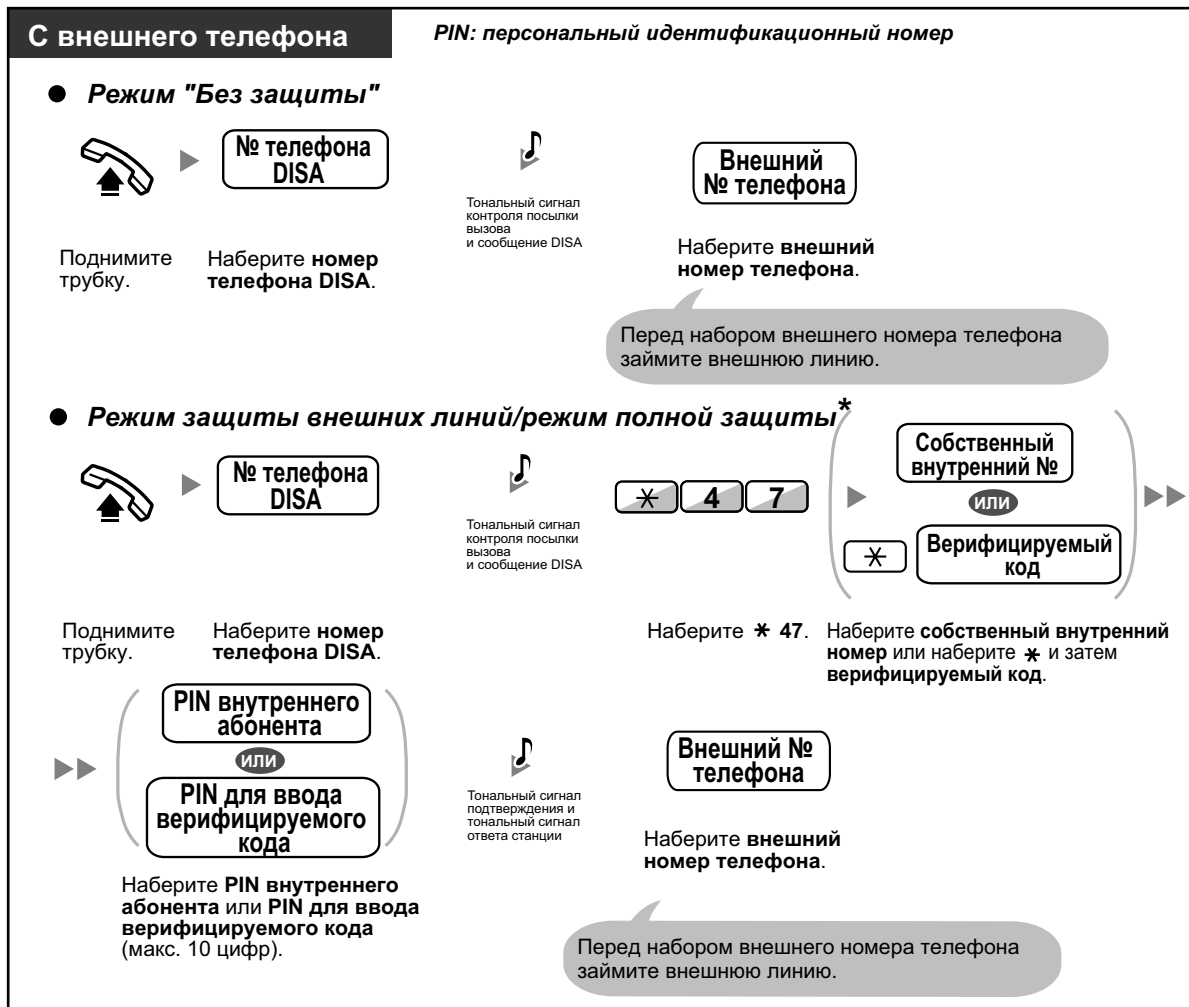 С внешнего телефона
PIN: персональный идентификационный номер
● Режим "Без защиты"
№ телефона
DISA
Внешний
№ телефона
Тональный сигнал
контроля посылки
вызова
и сообщение DISA
Поднимите
трубку.
Наберите номер
телефона DISA.
Наберите внешний
номер телефона.
Перед набором внешнего номера телефона
займите внешнюю линию.
● Режим защиты внешних линий/режим полной защиты*
№ телефона
DISA
Тональный сигнал
контроля посылки
вызова
и сообщение DISA
* 4 7
Собственный
внутренний №
или
* Верифицируемый
код
Поднимите
трубку.
Наберите номер
телефона DISA.
Наберите * 47.
Наберите собственный внутренний
номер или наберите * и затем
верифицируемый код.
PIN внутреннего
абонента
или
PIN для ввода
верифицируемого
кода
Тональный сигнал
подтверждения и
тональный сигнал
ответа станции
Внешний №
телефона
Наберите PIN внутреннего
абонента или PIN для ввода
верифицируемого кода
(макс. 10 цифр).
Наберите внешний
номер телефона.
Перед набором внешнего номера телефона
займите внешнюю линию.